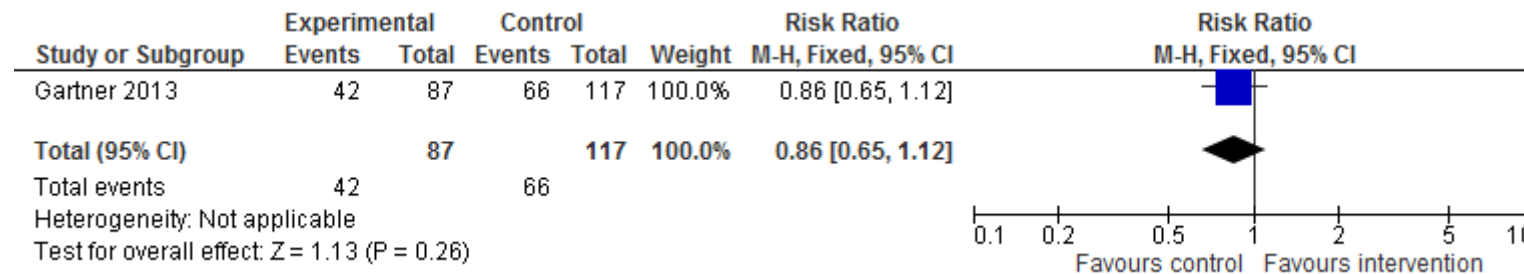 Experimental Control Risk Ratio Risk Ratio
Study or Subgroup Events Total Events Total Weight M-H, Fixed, 95% CI M-H, Fixed, 95% CI
Gartner 2013 42 87 66 117 100.0% 0.86 [0.65, 1.12]
Total (95% CI) 87 117 100.0% 0.86 [0.65, 1.12]
Total events 42 66
Heterogeneity: Not applicable
Test for overall effect: Z = 1.13 (P = 0.26)
0.1 0.2 0.5 1 2 5
Favours control Favours intervention